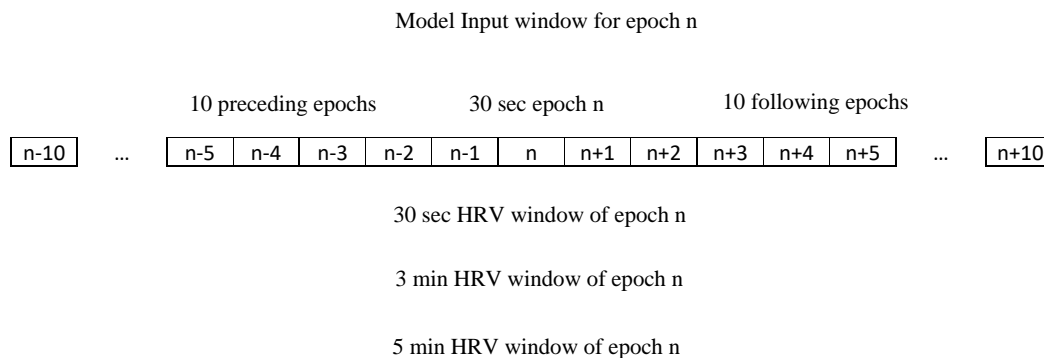 Model Input window for epoch n
10 preceding epochs 30 sec epoch n 10 following epochs
n-10 ... n-5 n-4 n-3 n-2 n-1 n n+1 n+2 n+3 n+4 n+5 ... n+10
30 sec HRV window of epoch n
3 min HRV window of epoch n
5 min HRV window of epoch n